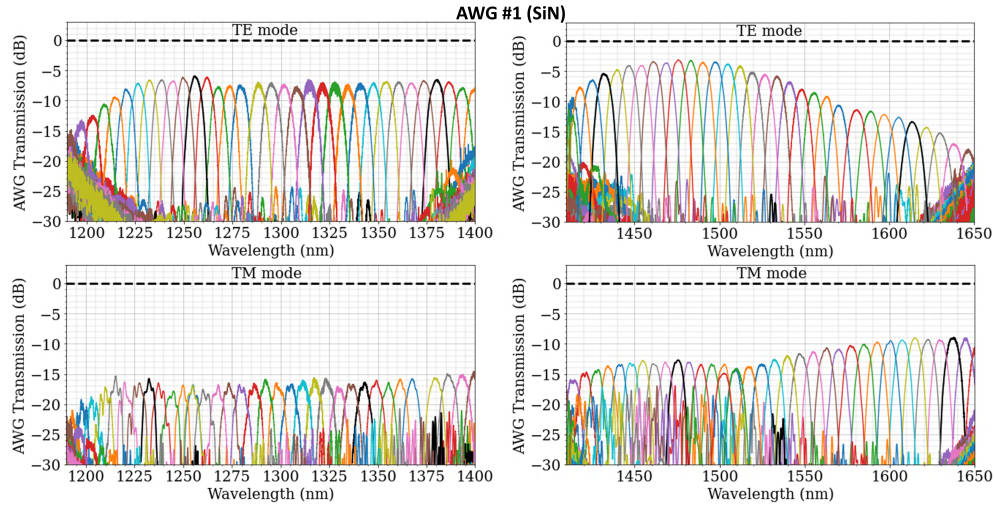 AWG #1 (SiN)
TE mode
AWG Transmission (dB)
0
−5
−10
−15
−20
−25
−30
1200 1225 1250 1275 1300 1325 1350 1375 1400
Wavelength (nm)
TE mode
AWG Transmission (dB)
0
−5
−10
−15
−20
−25
−30
1450 1500 1550 1600 1650
Wavelength (nm)
TM mode
AWG Transmission (dB)
0
−5
−10
−15
−20
−25
−30
1200 1225 1250 1275 1300 1325 1350 1375 1400
Wavelength (nm)
TM mode
AWG Transmission (dB)
0
−5
−10
−15
−20
−25
−30
1450 1500 1550 1600 1650
Wavelength (nm)